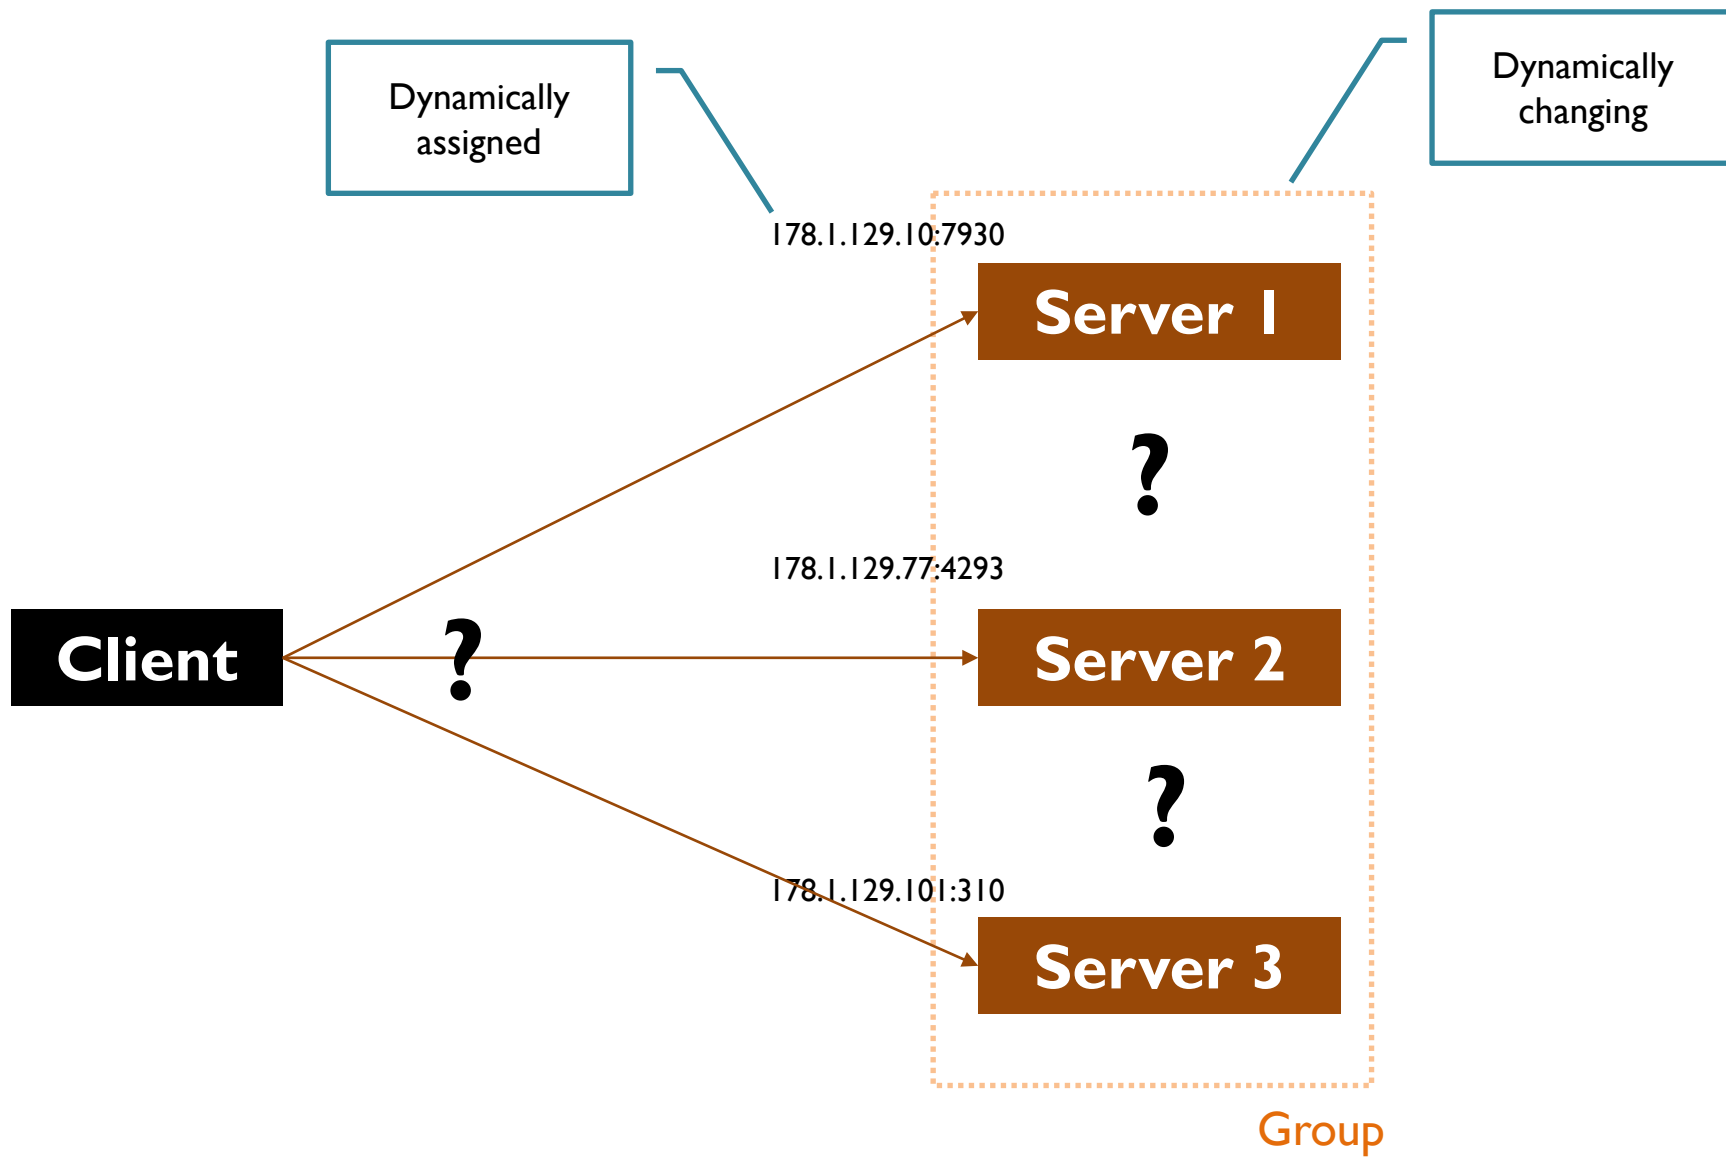 Dynamically
assigned
Dynamically
changing
178.1.129.10:7930
Server 1
?
178.1.129.77:4293
Client
?
Server 2
?
178.1.129.101:310
Server 3
Group